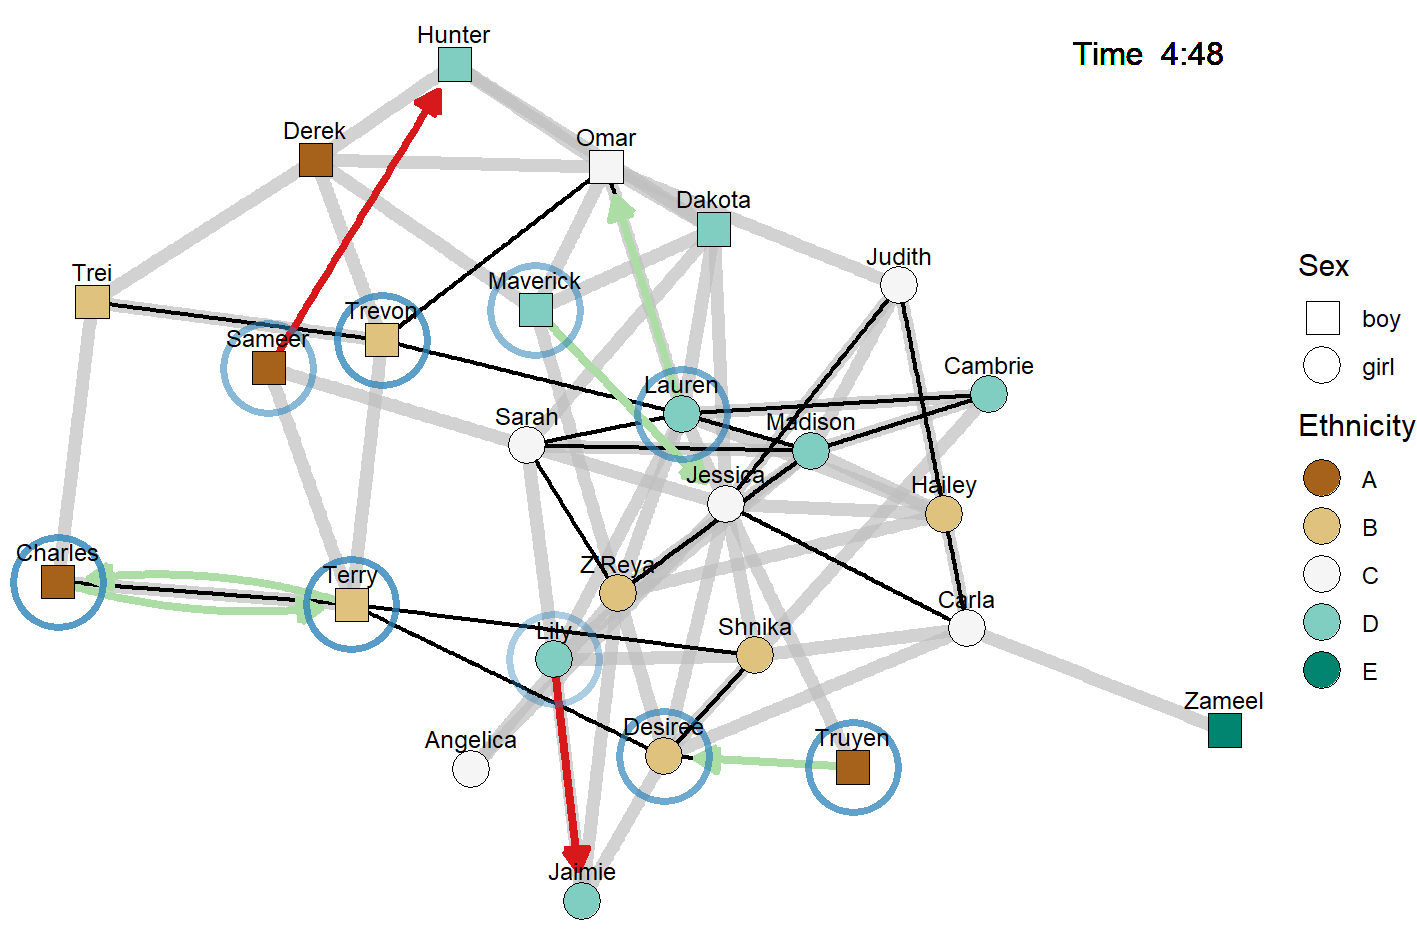 Hunter
Time 4:48
Derek
Omar
Dakota
Judith
Trei
Maverick
Trevon
Sameer
Cambrie
Lauren
Sarah
Madison
Jessica
Hailey
Charles
Terry
Z'Reya
Carla
Lily
Shnika
Zameel
Angelica
Desiree
Truyen
Jaimie
Sex
boy
girl
Ethnicity
A
B
C
D
E